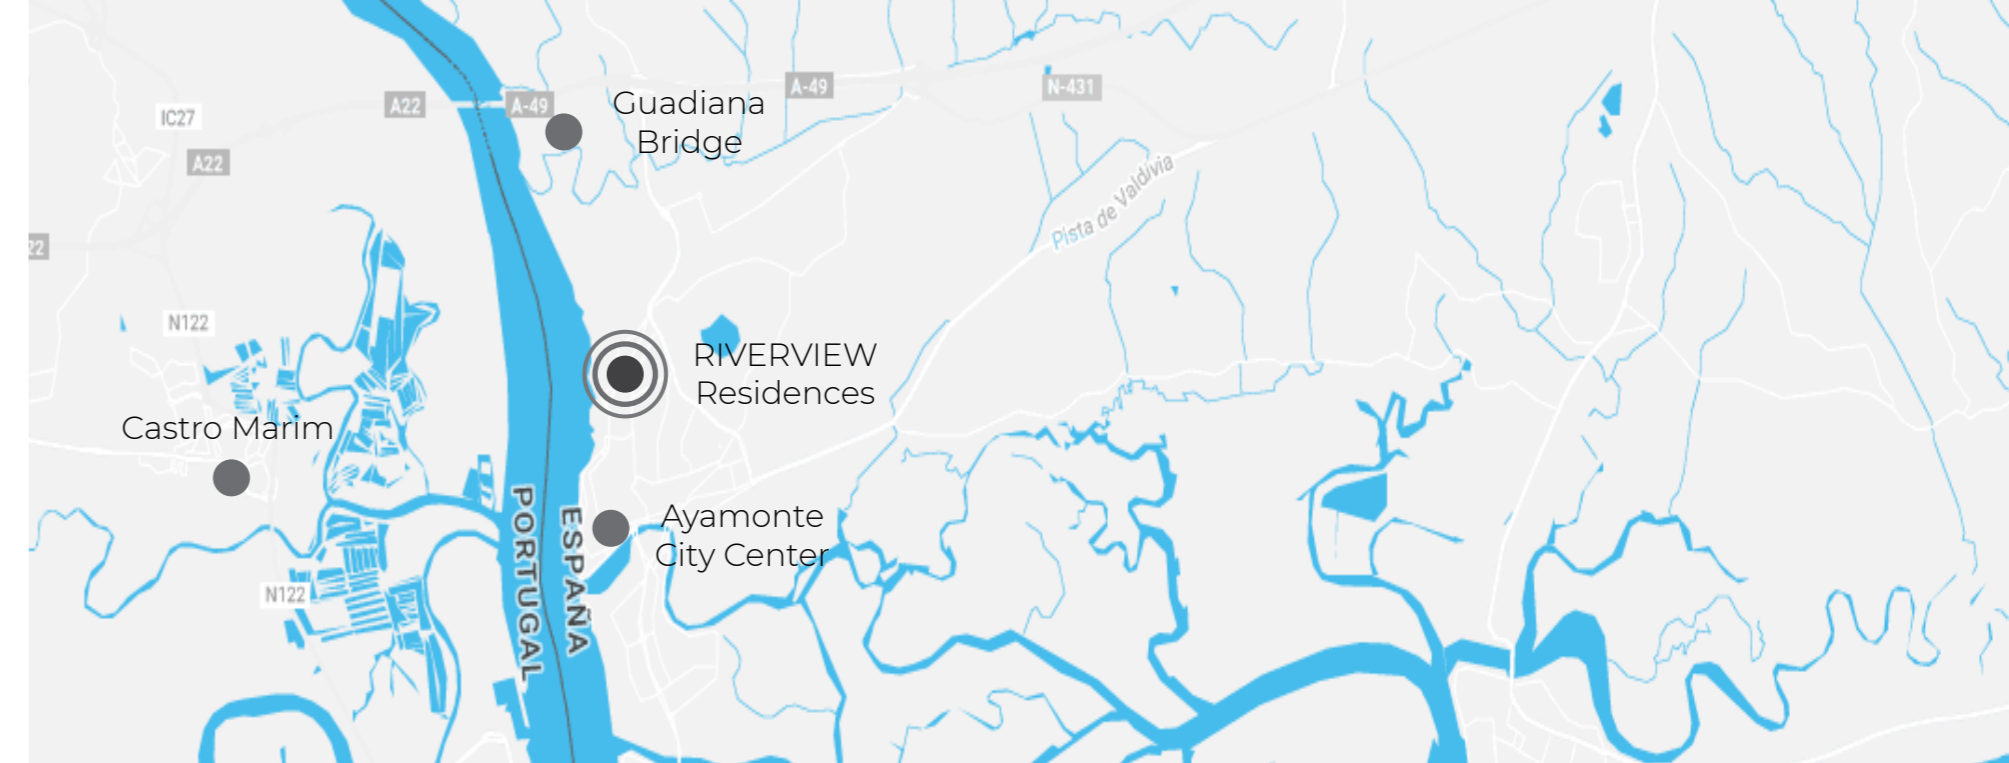 A-49
N-431
Guadiana
Bridge
A22
A-49
IC27
A22
22
Pista de Valdivia
N122
RIVERVIEW
Residences
Castro Marim
PORTUGAL
ESPAÑA
Ayamonte
City Center
N122